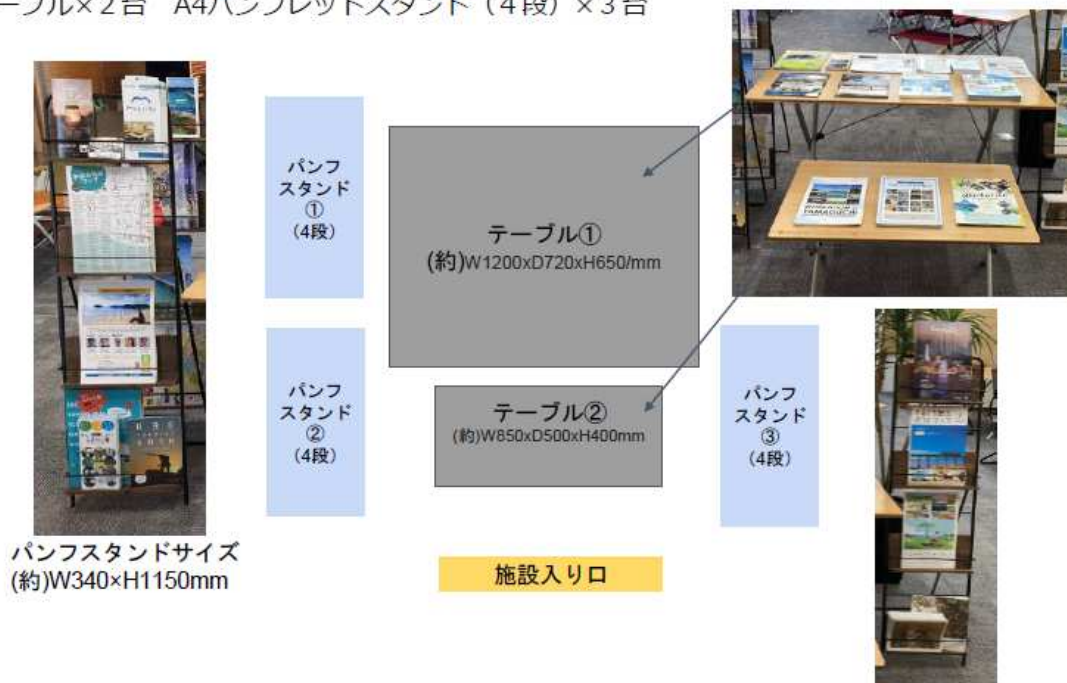 ーブル×２台　A4パンフレットスタンド（４段）×３台
パンフ
スタンド
①
(4段)
テーブル①
(約)W1200xD720xH650/mm
パンフ
スタンド
②
(4段)
テーブル②
(約)W850xD500xH400mm
パンフ
スタンド
③
(4段)
パンフスタンドサイズ
(約)W340×H1150mm
施設入り口
YAMAGUCHI